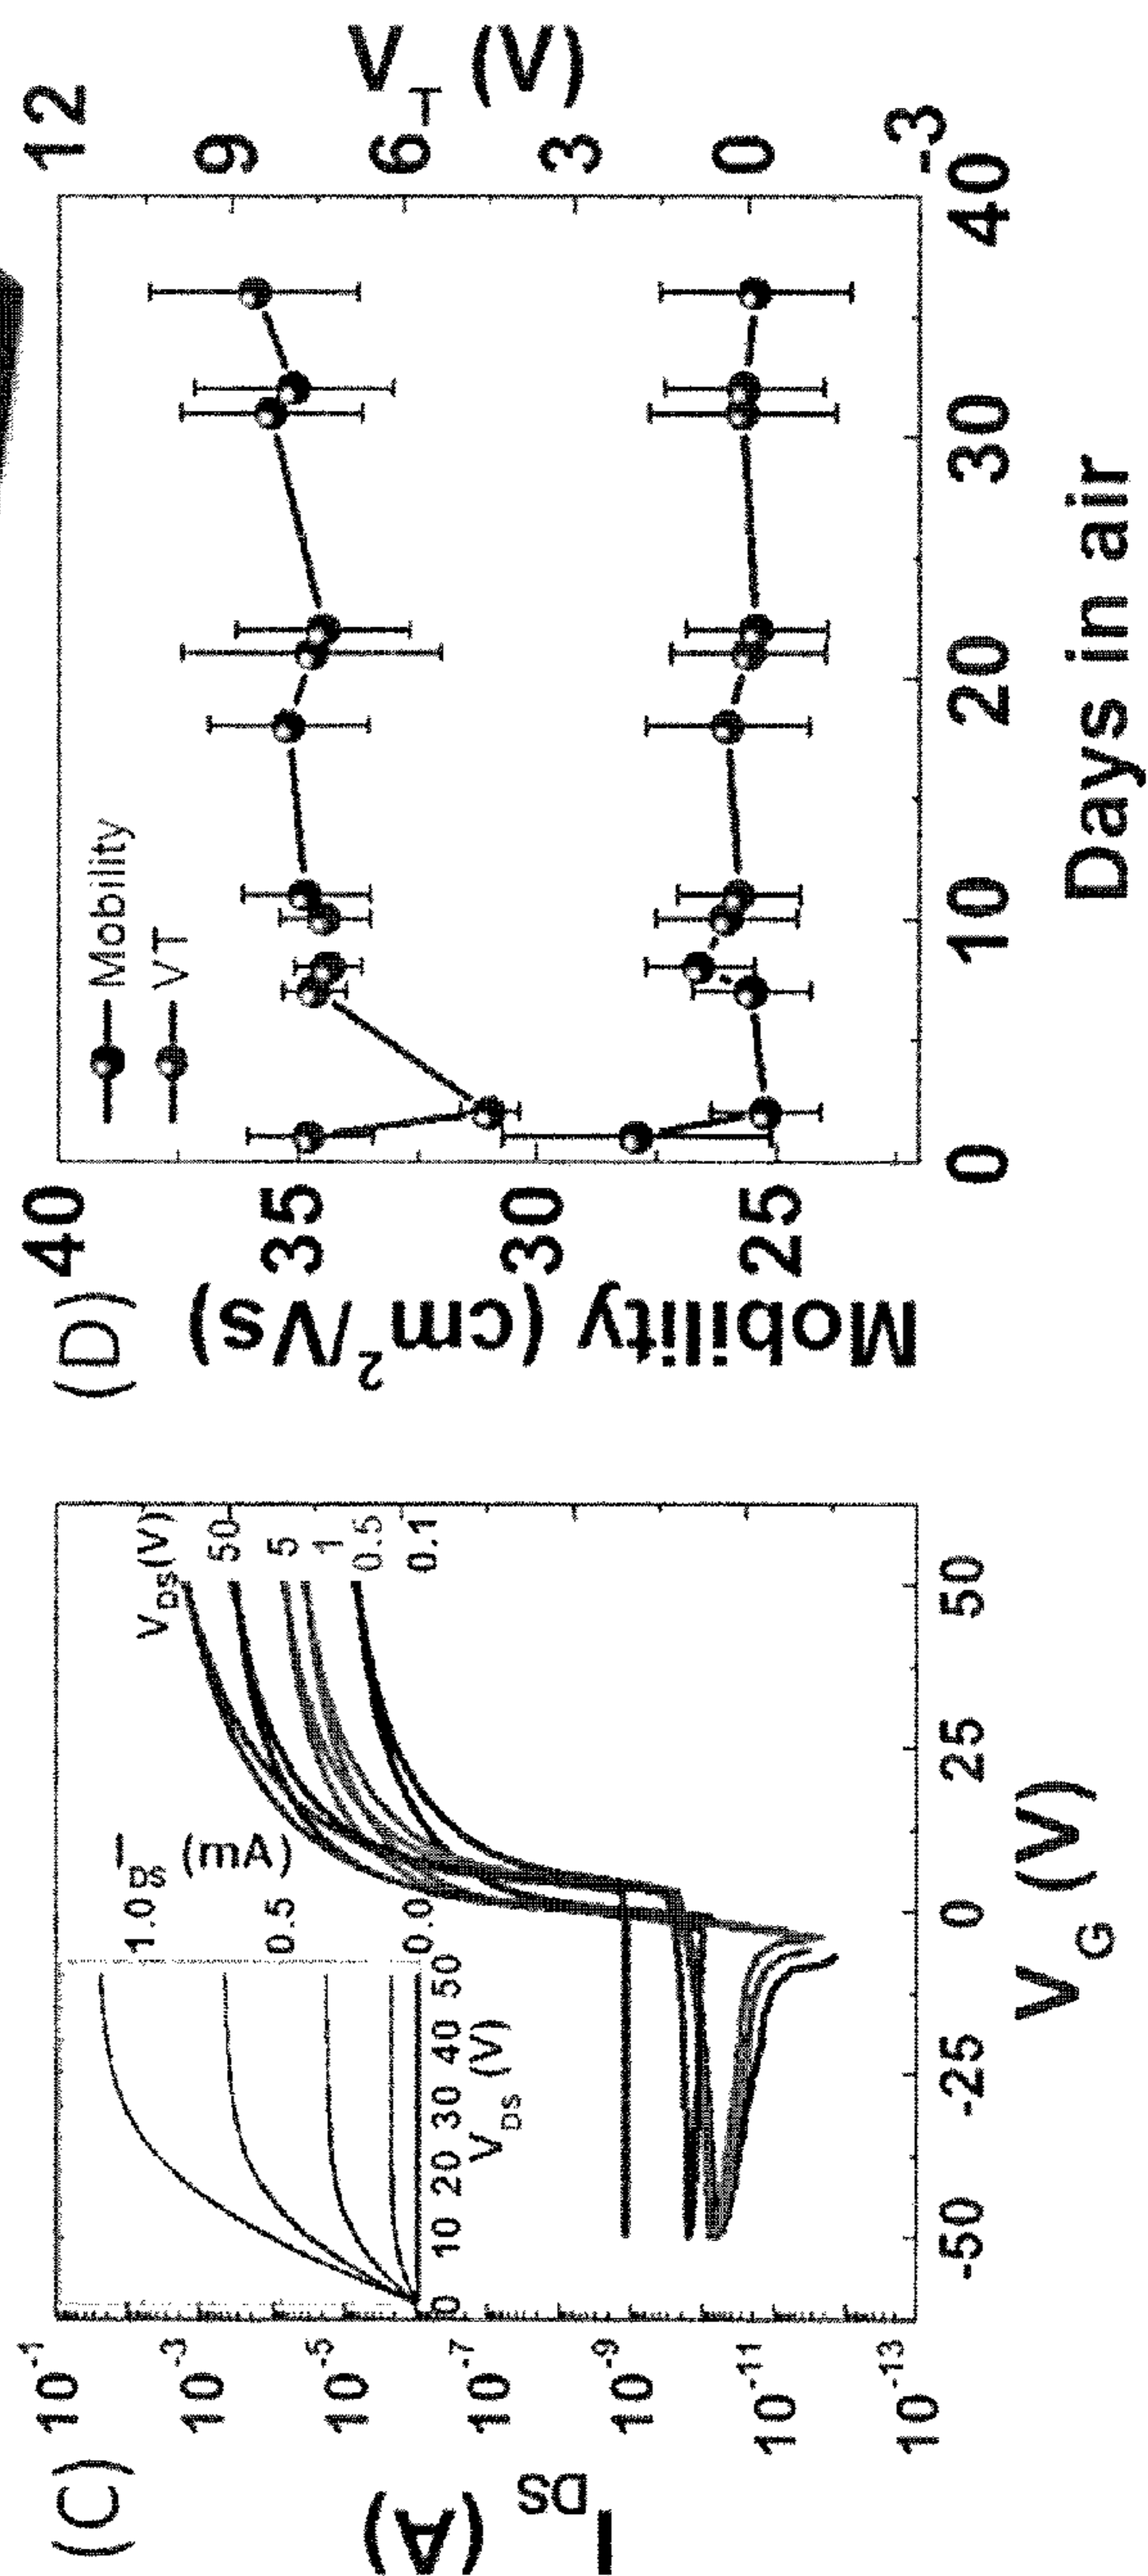 (C)
I_DS (A)
10^-1
10^-3
10^-5
10^-7
10^-9
10^-11
10^-13
-50 -25 0 25 50
V_G (V)
V_DS(V)
50
5
1
0.5
0.1
I_DS (mA)
1.0
0.5
0.0
0 10 20 30 40 50
V_DS (V)
(D)
Mobility (cm^2/Vs)
40
35
30
25
Mobility
VT
0 10 20 30 40
Days in air
12
9
6
3
0
-3
V_T (V)